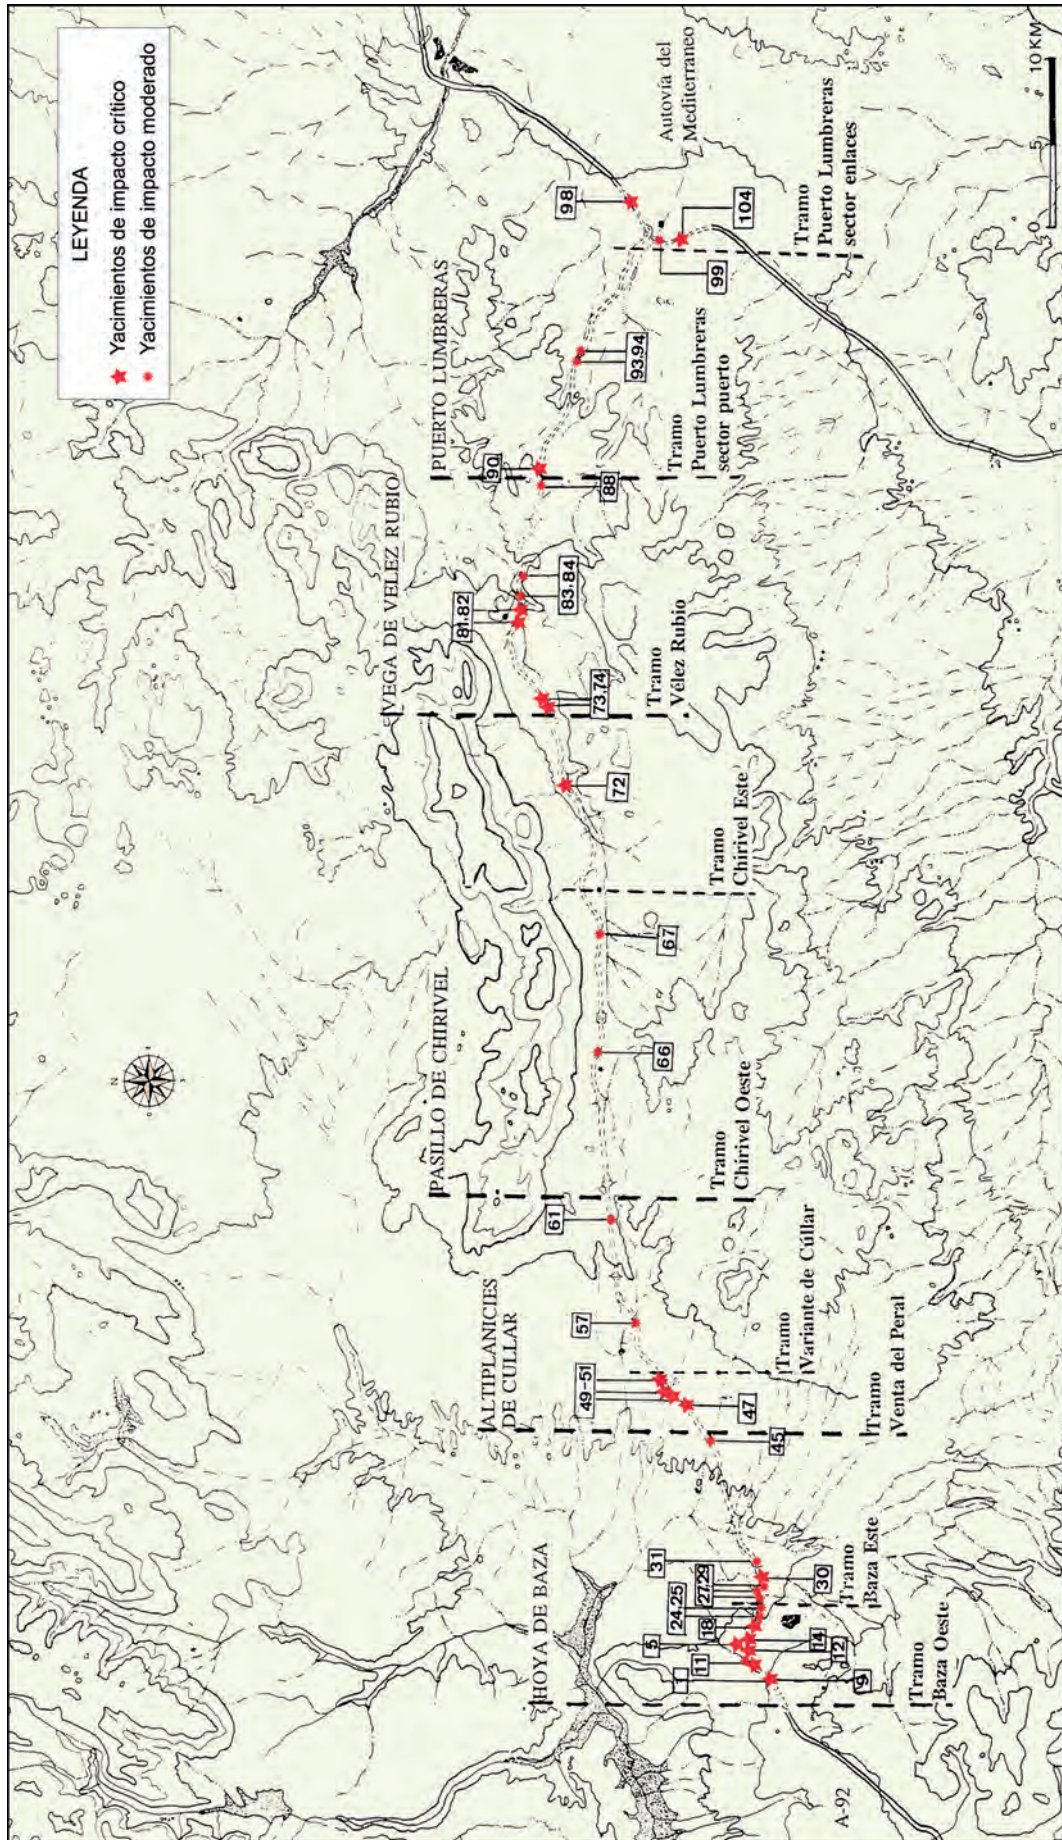 LEYENDA
Yacimientos de impacto crítico
Yacimientos de impacto moderado
N
HOYA DE BAZA
ALTIPLANICIES
DE CULLAR
PASILLO DE CHIRIVEL
VEGA DE VELEZ RUBIO
PUERTO LUMBRERAS
1
11
5
18
24.25
27.29
31
9
12
14
30
45
47
49-51
57
61
66
67
72
73.74
81.82
83.84
88
90
93.94
98
99
104
A-92
Tramo
Baza Oeste
Tramo
Baza Este
Tramo
Venta del Peral
Tramo
Variante de Cúllar
Tramo
Chirivel Oeste
Tramo
Chirivel Este
Tramo
Vélez Rubio
Tramo
Puerto Lumbreras
sector puerto
Tramo
Puerto Lumbreras
sector enlaces
Autovía del
Mediterraneo
0
5
10 KM